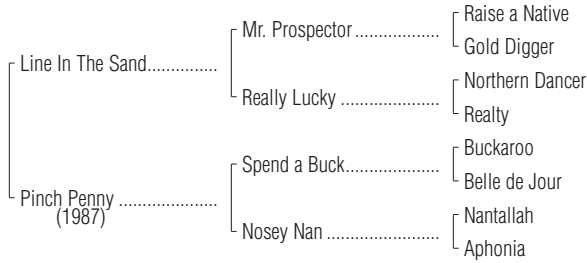 Raise a Native
Mr. Prospector ..................
Gold Digger
Line In The Sand...............
Northern Dancer
Really Lucky .....................
Realty
Buckaroo
Spend a Buck....................
Belle de Jour
Pinch Penny .....................
(1987)
Nantallah
Nosey Nan ........................
Aphonia